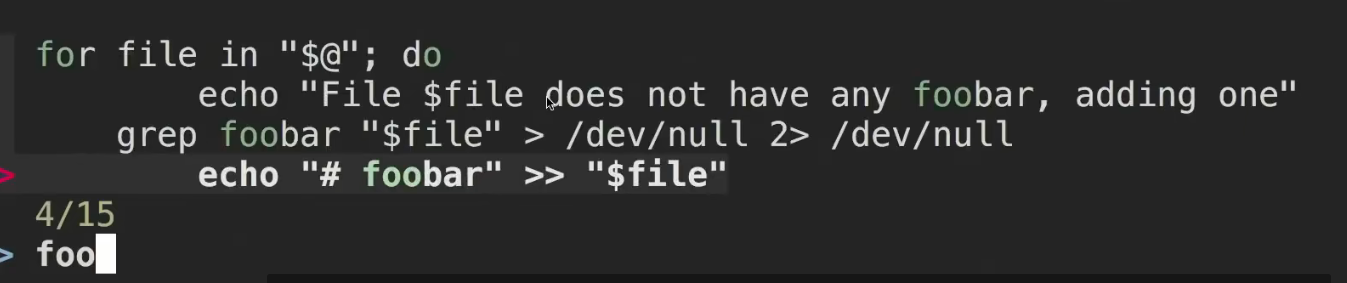 for file in "$@"; do
echo "File $file does not have any foobar, adding one"
grep foobar "$file" > /dev/null 2> /dev/null
> echo "# foobar" >> "$file"
4/15
> foo